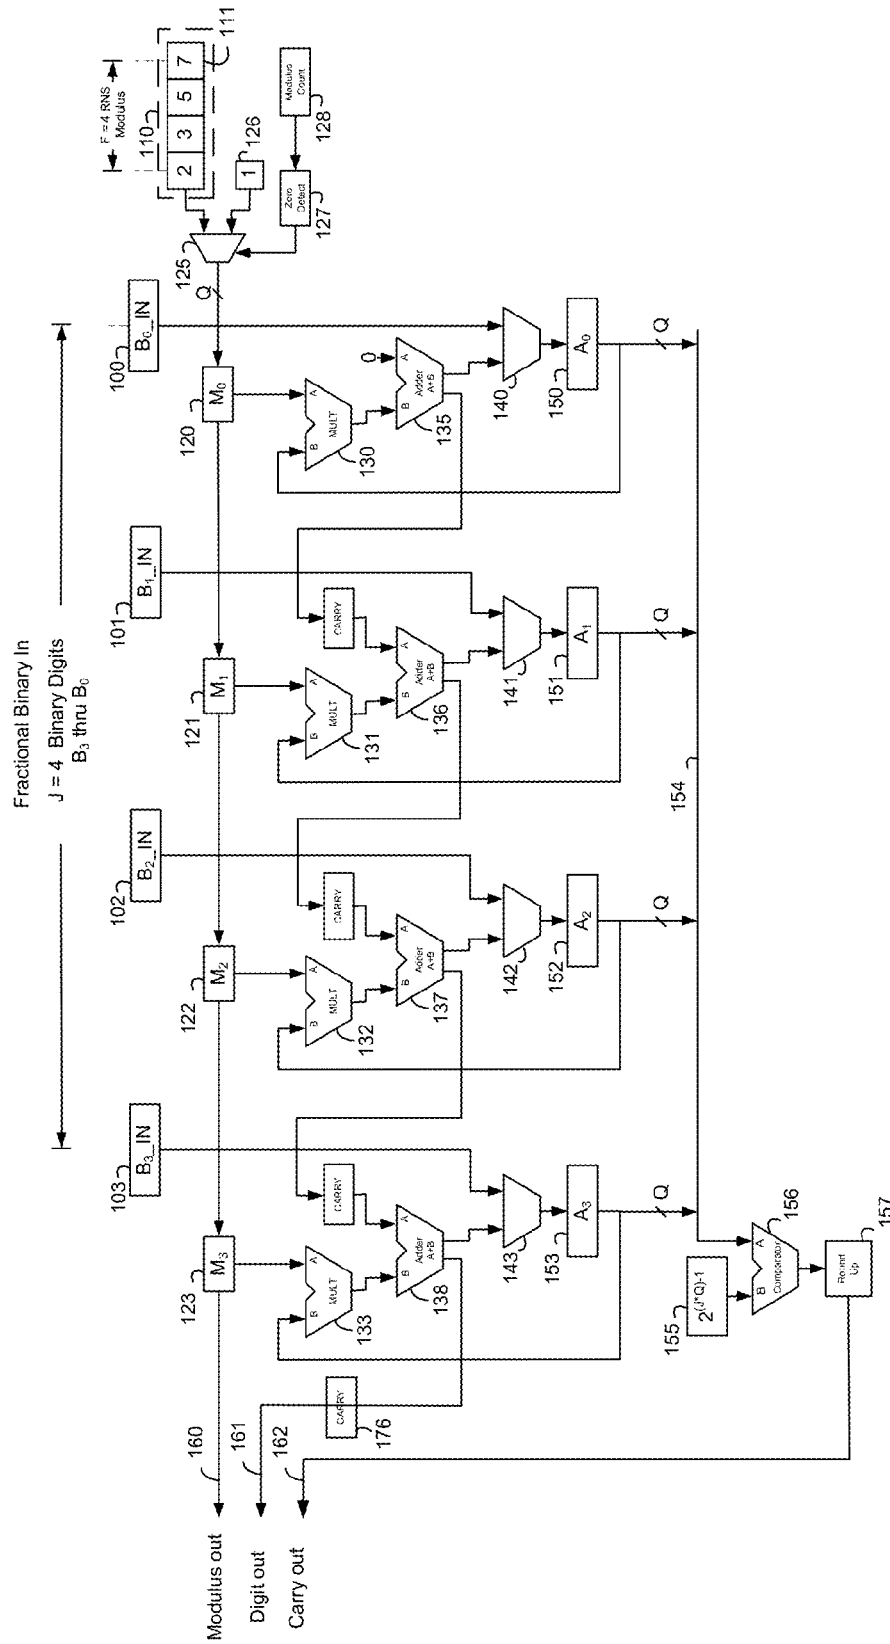 Fractional Binary In
J = 4 Binary Digits
B3 thru B0
F = 4 RNS
Modulus
110
2 3 5 7
111
103 B3_IN
102 B2_IN
101 B1_IN
100 B0_IN
125
1
126
Q
Zero
Detect
127
Modulus
Count
128
M3
123
M2
122
M1
121
M0
120
Modulus out
160
Digit out
161
Carry out
162
CARRY
176
B A
MULT
133
CARRY
B A
Adder
A+B
138
143
A3
153
Q
B A
MULT
132
CARRY
B A
Adder
A+B
137
142
A2
152
Q
B A
MULT
131
CARRY
B A
Adder
A+B
136
141
A1
151
Q
B A
MULT
130
0
B A
Adder
A+B
135
140
A0
150
Q
154
155
2^(J*Q)-1
B A
Comparator
156
Round
Up
157